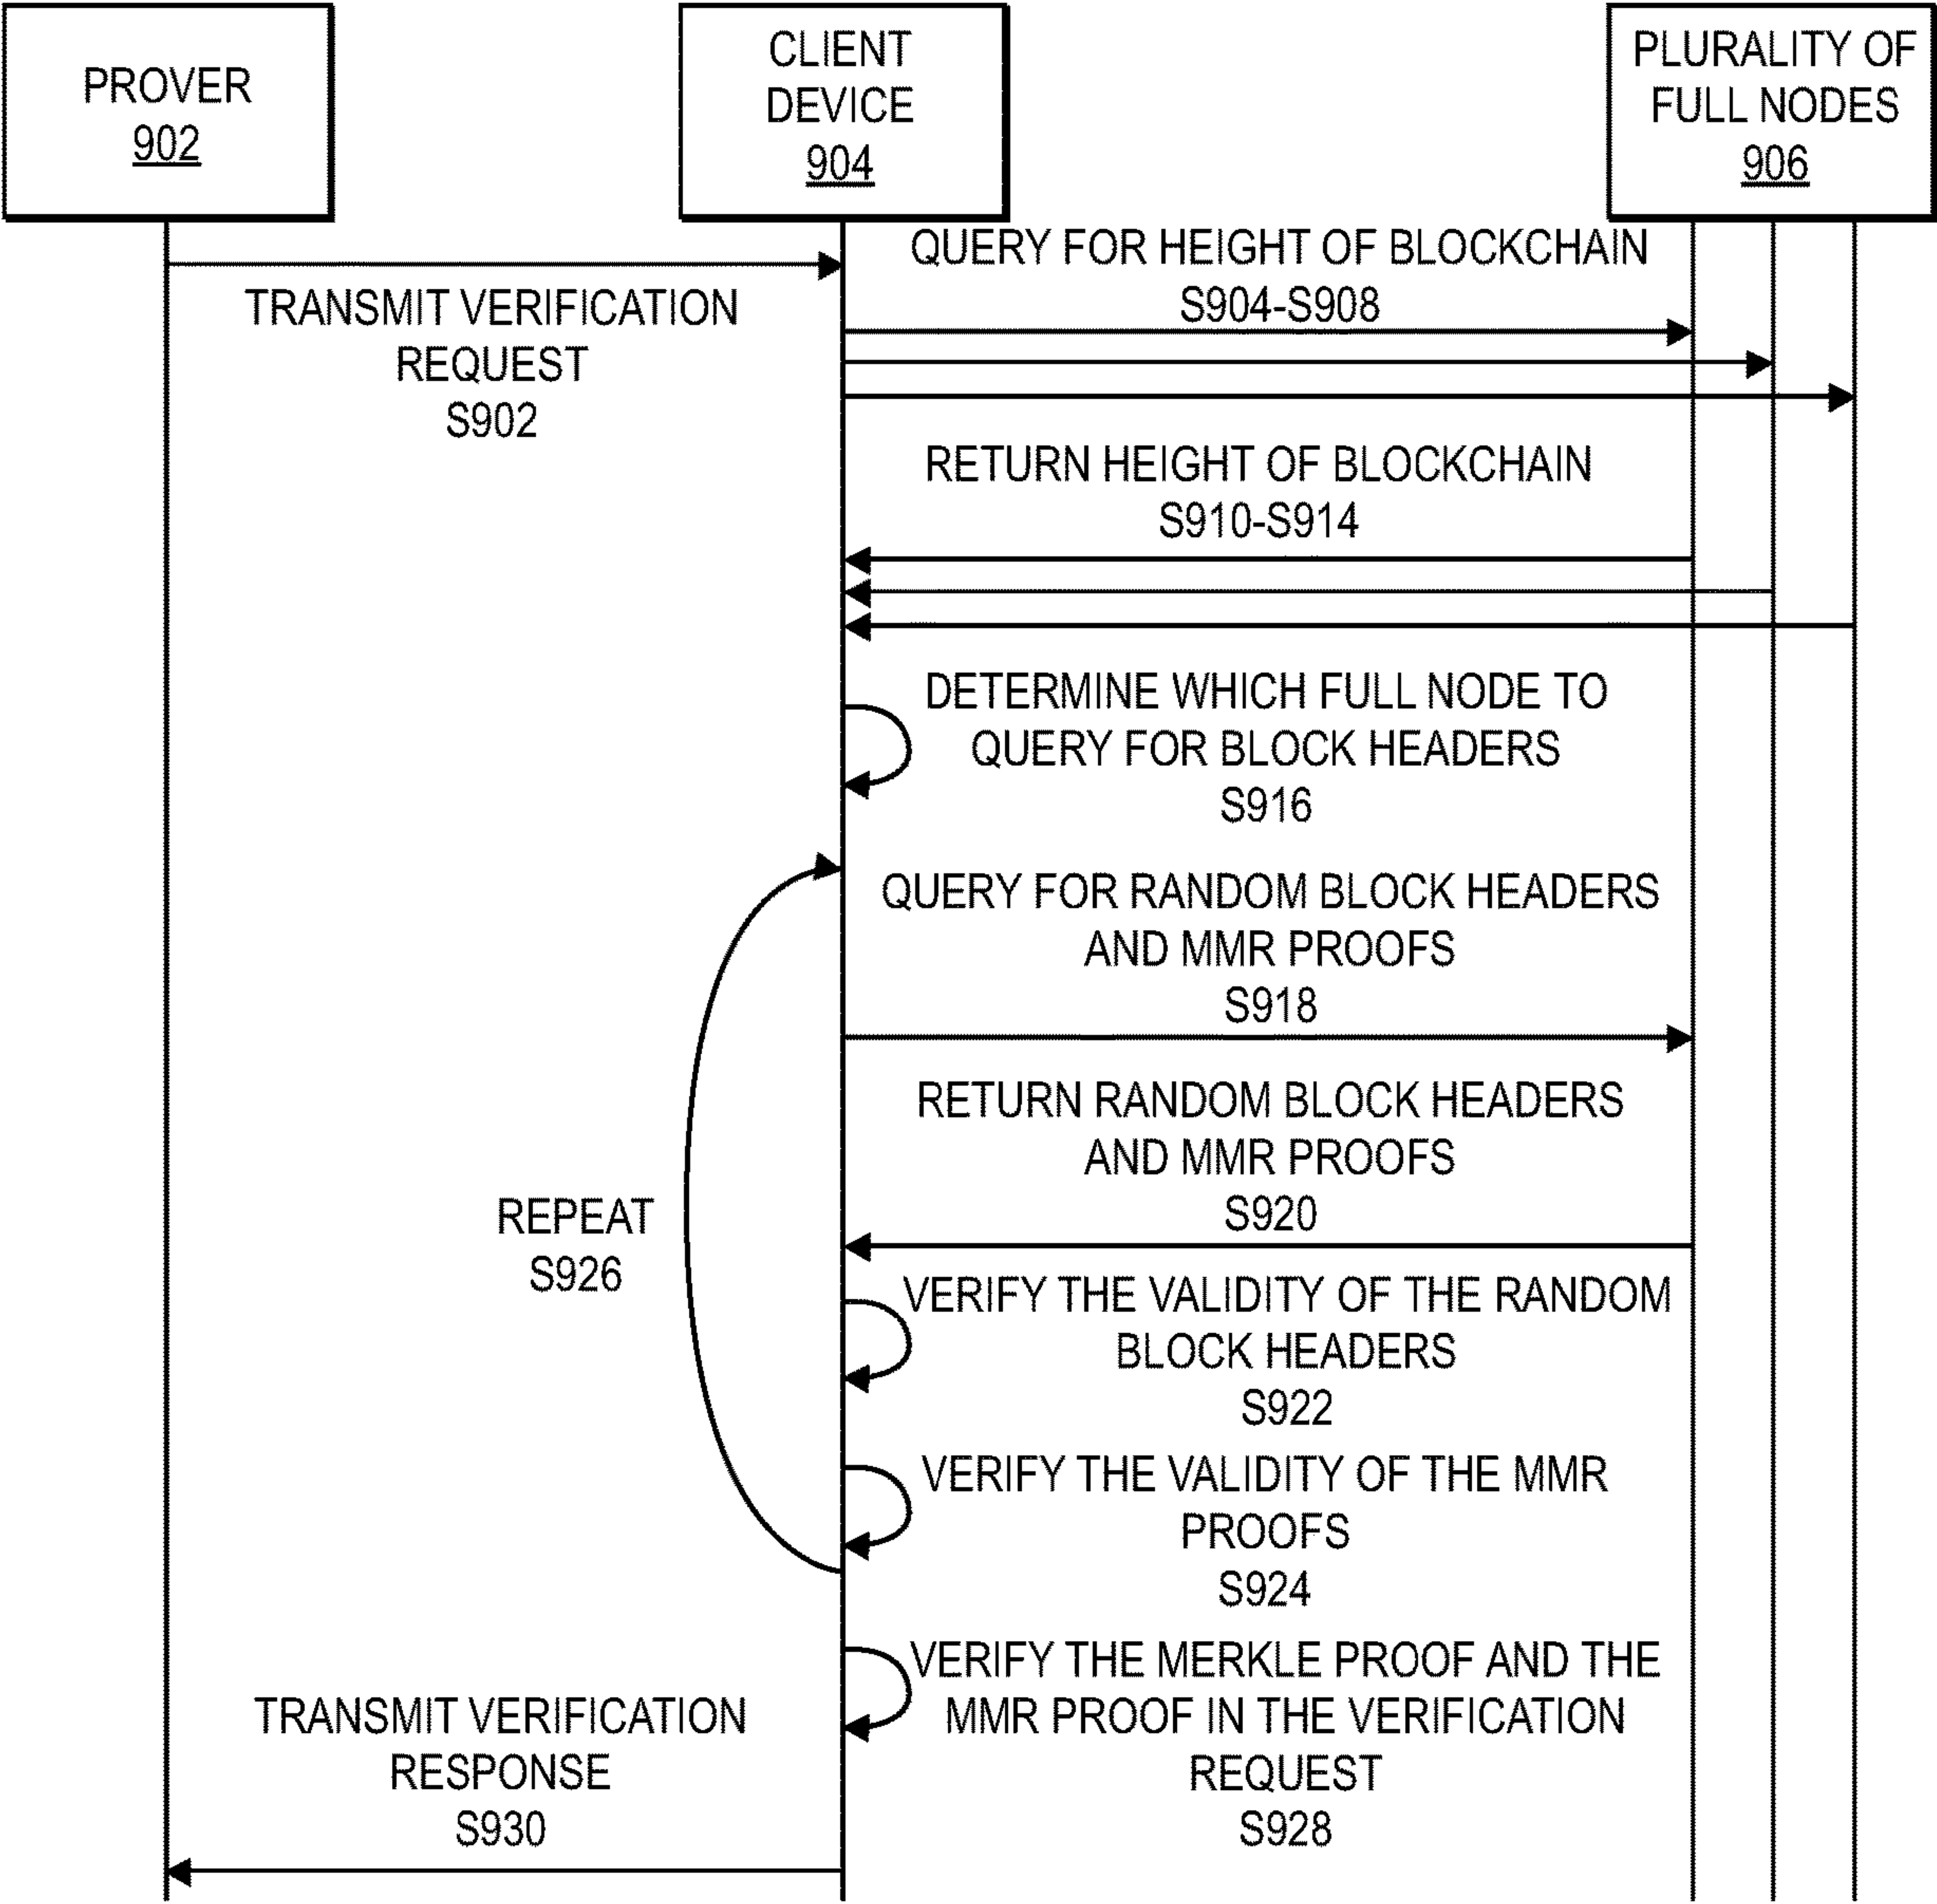 PROVER
902
CLIENT
DEVICE
904
PLURALITY OF
FULL NODES
906
QUERY FOR HEIGHT OF BLOCKCHAIN
S904-S908
TRANSMIT VERIFICATION
REQUEST
S902
RETURN HEIGHT OF BLOCKCHAIN
S910-S914
DETERMINE WHICH FULL NODE TO
QUERY FOR BLOCK HEADERS
S916
QUERY FOR RANDOM BLOCK HEADERS
AND MMR PROOFS
S918
RETURN RANDOM BLOCK HEADERS
AND MMR PROOFS
S920
REPEAT
S926
VERIFY THE VALIDITY OF THE RANDOM
BLOCK HEADERS
S922
VERIFY THE VALIDITY OF THE MMR
PROOFS
S924
VERIFY THE MERKLE PROOF AND THE
MMR PROOF IN THE VERIFICATION
REQUEST
S928
TRANSMIT VERIFICATION
RESPONSE
S930